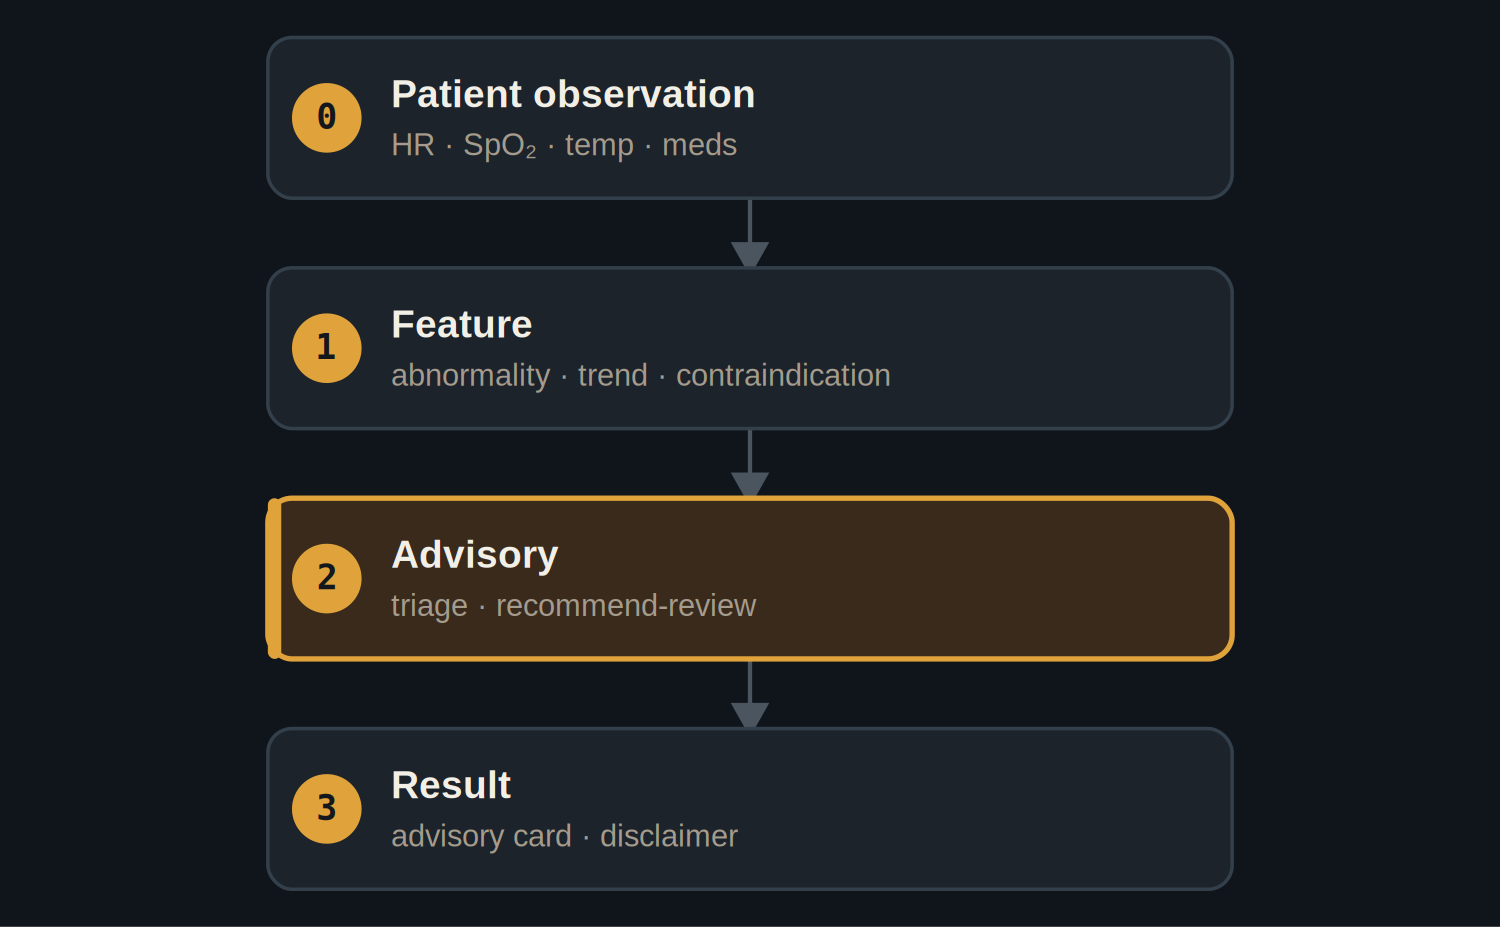 0
Patient observation
HR · SpO₂ · temp · meds
1
Feature
abnormality · trend · contraindication
2
Advisory
triage · recommend-review
3
Result
advisory card · disclaimer